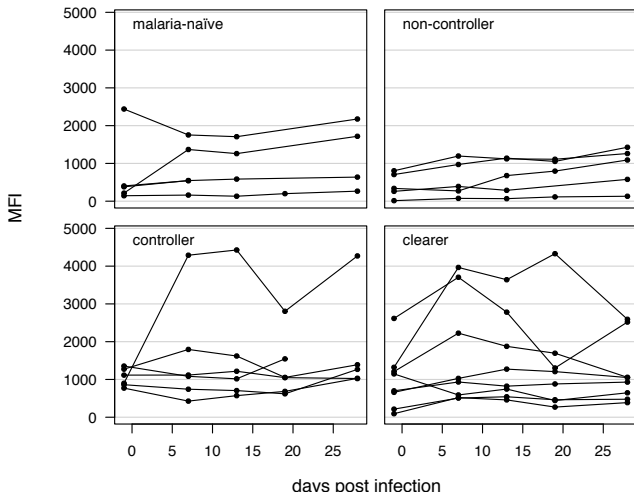 malaria-naïve
non-controller
5000
4000
3000
2000
1000
0
MFI
controller
clearer
5000
4000
3000
2000
1000
0
0 5 10 15 20 25
0 5 10 15 20 25
days post infection